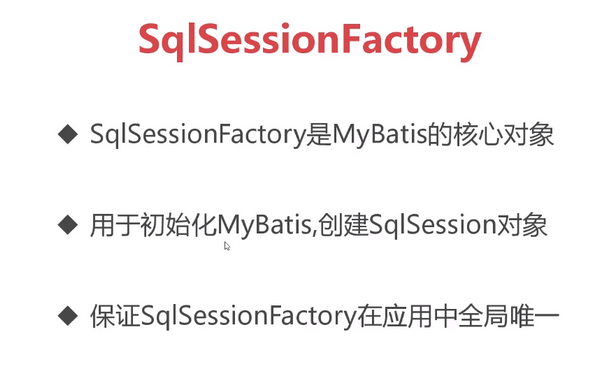 SqlSessionFactory
◆ SqlSessionFactory是MyBatis的核心对象
◆ 用于初始化MyBatis,创建SqlSession对象
◆ 保证SqlSessionFactory在应用中全局唯一